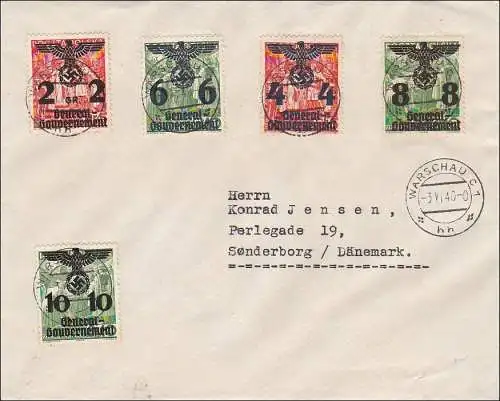 2 2
GR
General-
Gouvernement
6 6
General-
Gouvernement
4 4
General-
Gouvernement
8 8
General-
Gouvernement
WARSCHAU C 1
-3.VI.40-0
hh
Herrn
Konrad Jensen,
Perlegade 19,
Sønderborg / Dänemark.
10 10
General-
Gouvernement